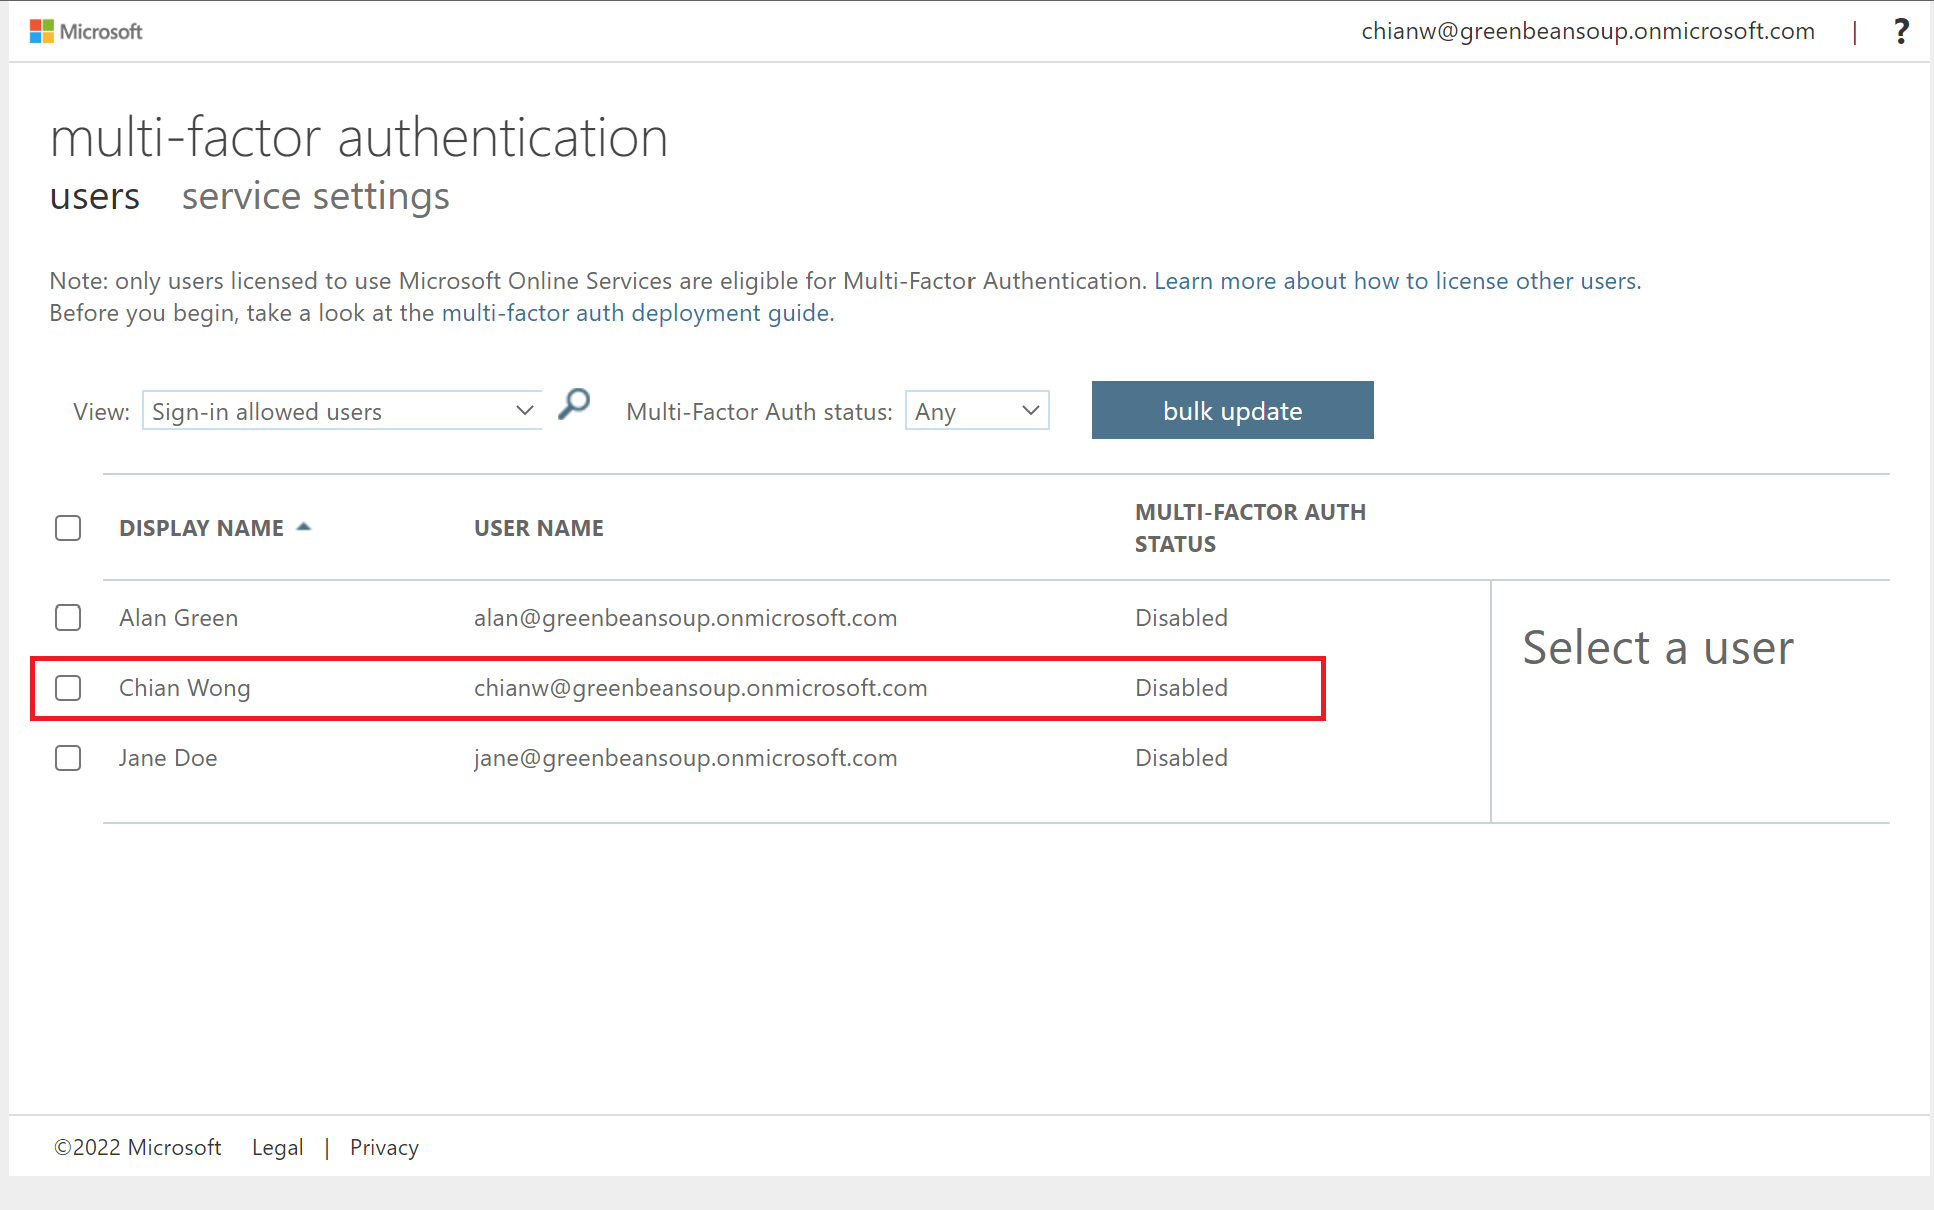 Microsoft
chianw@greenbeansoup.onmicrosoft.com | ?
multi-factor authentication
users service settings
Note: only users licensed to use Microsoft Online Services are eligible for Multi-Factor Authentication. Learn more about how to license other users.
Before you begin, take a look at the multi-factor auth deployment guide.
View: Sign-in allowed users Multi-Factor Auth status: Any bulk update
DISPLAY NAME USER NAME MULTI-FACTOR AUTH STATUS
Alan Green alan@greenbeansoup.onmicrosoft.com Disabled
Select a user
Chian Wong chianw@greenbeansoup.onmicrosoft.com Disabled
Jane Doe jane@greenbeansoup.onmicrosoft.com Disabled
©2022 Microsoft Legal | Privacy